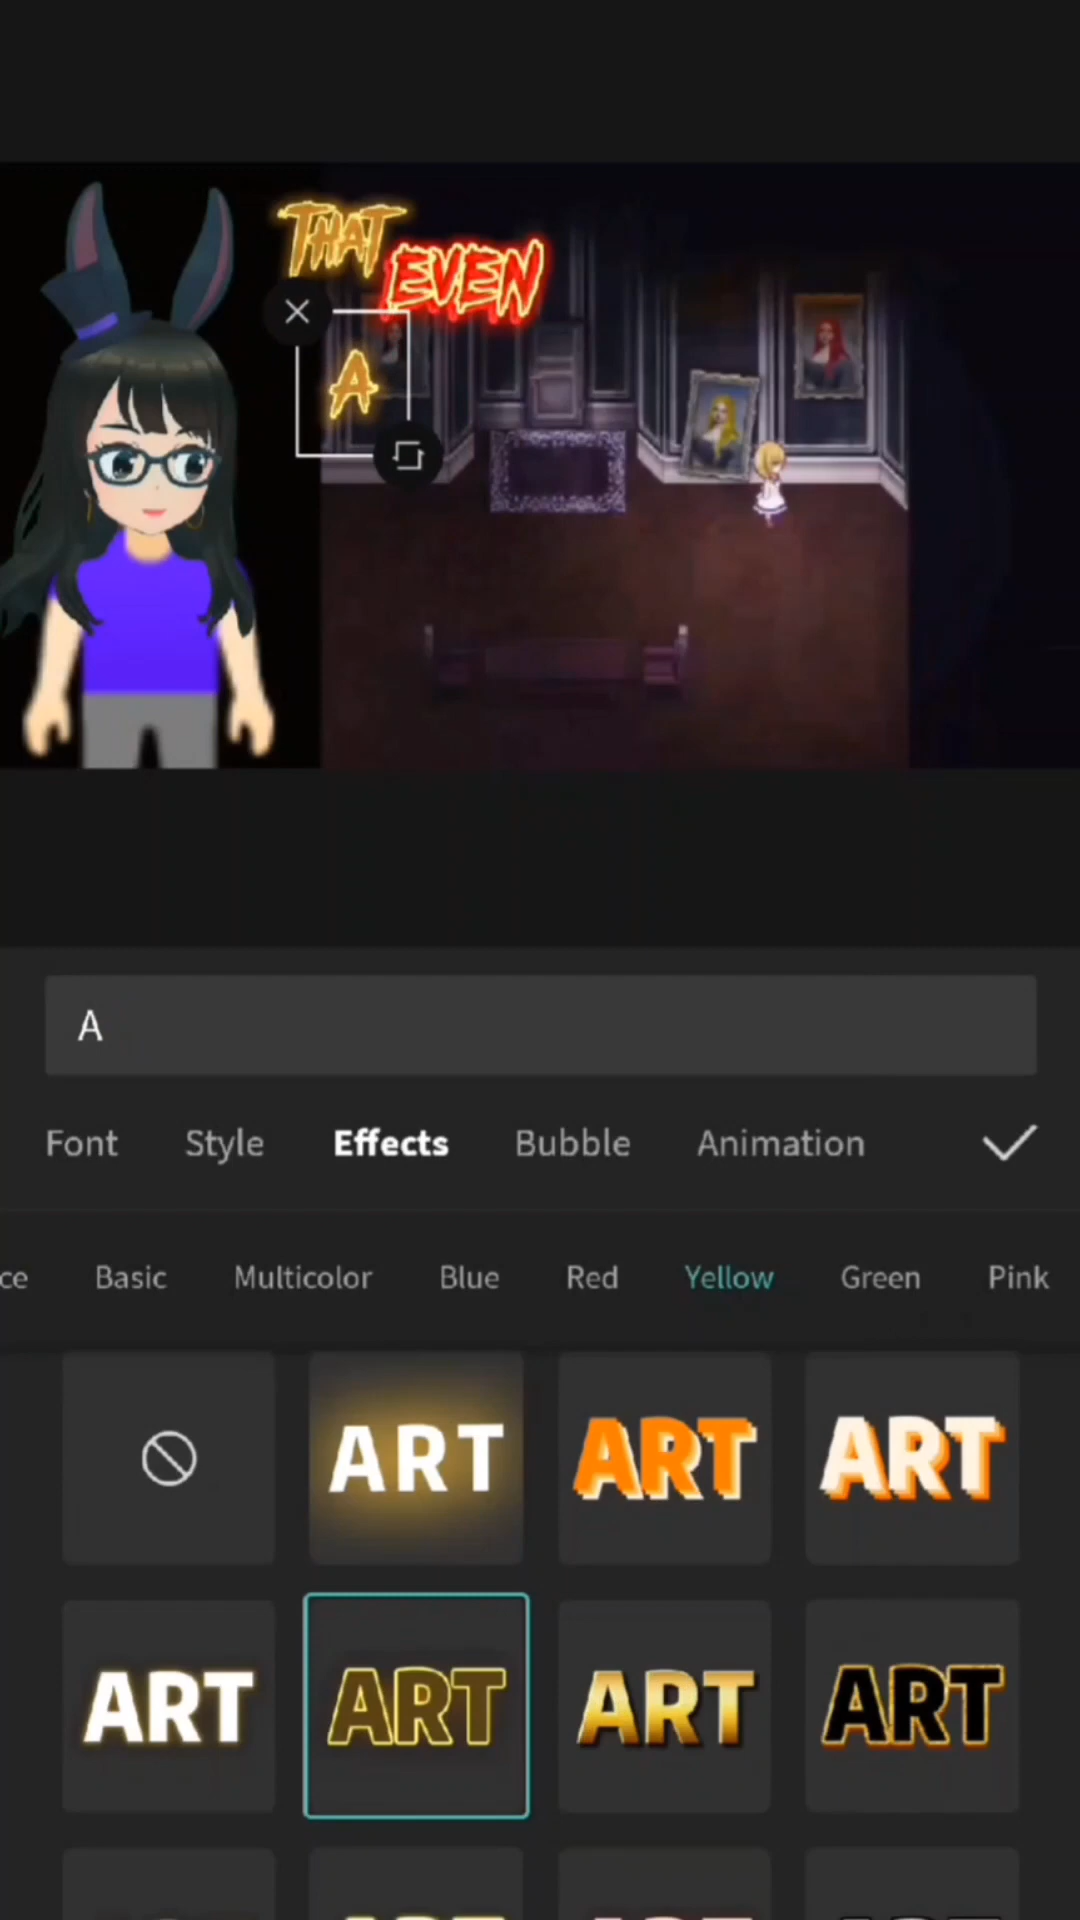 THAT
EVEN
A
A
Font Style Effects Bubble Animation
ce Basic Multicolor Blue Red Yellow Green Pink
ART ART ART
ART ART ART ART